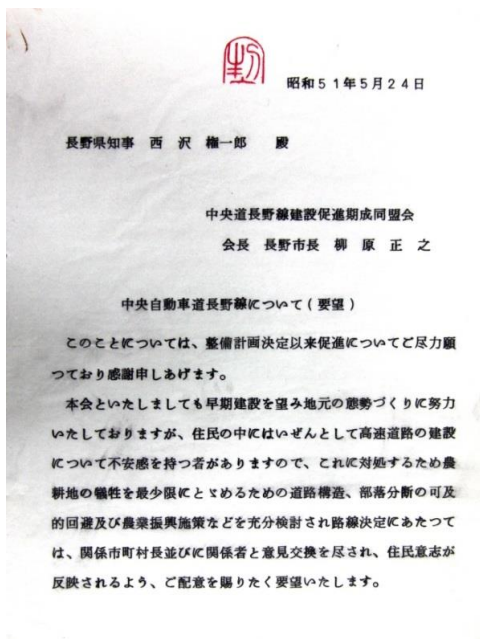 昭和５１年５月２４日
長野県知事　西　沢　権一郎　殿
中央道長野線建設促進期成同盟会
会長　長野市長　柳　原　正　之
中央自動車道長野線について（要望）
このことについては、整備計画決定以来促進についてご尽力願
つており感謝申しあげます。
本会といたしましても早期建設を望み地元の態勢づくりに努力
いたしておりますが、住民の中にはいぜんとして高速道路の建設
について不安感を持つ者がありますので、これに対処するため農
耕地の犠牲を最少限にとゞめるための道路構造、部落分断の可及
的回避及び農業振興施策などを充分検討され路線決定にあたつて
は、関係市町村長並びに関係者と意見交換を尽され、住民意志が
反映されるよう、ご配意を賜りたく要望いたします。